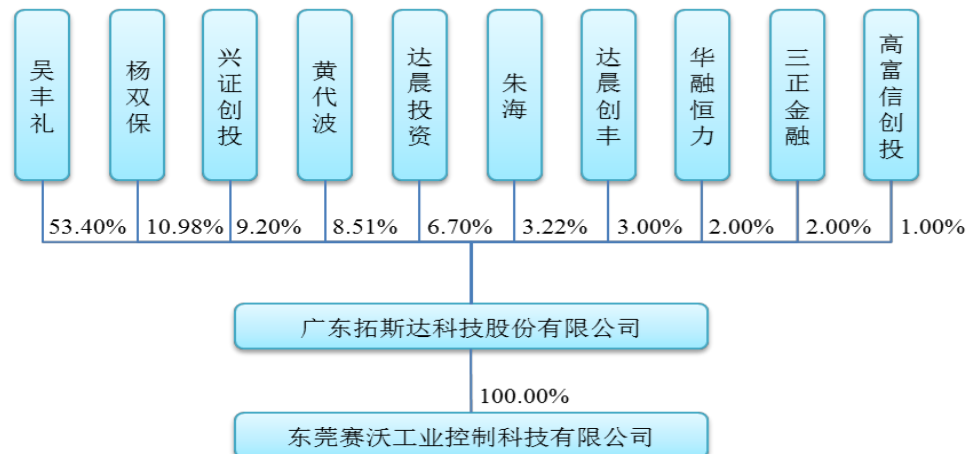 吴丰礼
杨双保
兴证创投
黄代波
达晨投资
朱海
达晨创丰
华融恒力
三正金融
高富信创投
53.40%
10.98%
9.20%
8.51%
6.70%
3.22%
3.00%
2.00%
2.00%
1.00%
广东拓斯达科技股份有限公司
100.00%
东莞赛沃工业控制科技有限公司